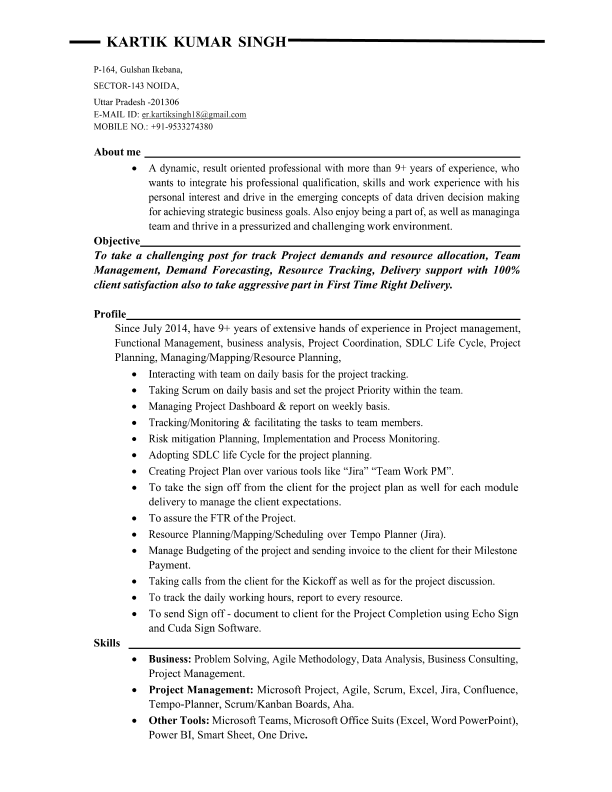 KARTIK KUMAR SINGH
P-164, Gulshan Ikebana,
SECTOR-143 NOIDA,
Uttar Pradesh -201306
E-MAIL ID: er.kartiksingh18@gmail.com
MOBILE NO.: +91-9533274380
About me
• A dynamic, result oriented professional with more than 9+ years of experience, who
wants to integrate his professional qualification, skills and work experience with his
personal interest and drive in the emerging concepts of data driven decision making
for achieving strategic business goals. Also enjoy being a part of, as well as managinga
team and thrive in a pressurized and challenging work environment.
Objective
To take a challenging post for track Project demands and resource allocation, Team
Management, Demand Forecasting, Resource Tracking, Delivery support with 100%
client satisfaction also to take aggressive part in First Time Right Delivery.
Profile
Since July 2014, have 9+ years of extensive hands of experience in Project management,
Functional Management, business analysis, Project Coordination, SDLC Life Cycle, Project
Planning, Managing/Mapping/Resource Planning,
• Interacting with team on daily basis for the project tracking.
• Taking Scrum on daily basis and set the project Priority within the team.
• Managing Project Dashboard & report on weekly basis.
• Tracking/Monitoring & facilitating the tasks to team members.
• Risk mitigation Planning, Implementation and Process Monitoring.
• Adopting SDLC life Cycle for the project planning.
• Creating Project Plan over various tools like “Jira” “Team Work PM”.
• To take the sign off from the client for the project plan as well for each module
delivery to manage the client expectations.
• To assure the FTR of the Project.
• Resource Planning/Mapping/Scheduling over Tempo Planner (Jira).
• Manage Budgeting of the project and sending invoice to the client for their Milestone
Payment.
• Taking calls from the client for the Kickoff as well as for the project discussion.
• To track the daily working hours, report to every resource.
• To send Sign off - document to client for the Project Completion using Echo Sign
and Cuda Sign Software.
Skills
• Business: Problem Solving, Agile Methodology, Data Analysis, Business Consulting,
Project Management.
• Project Management: Microsoft Project, Agile, Scrum, Excel, Jira, Confluence,
Tempo-Planner, Scrum/Kanban Boards, Aha.
• Other Tools: Microsoft Teams, Microsoft Office Suits (Excel, Word PowerPoint),
Power BI, Smart Sheet, One Drive.